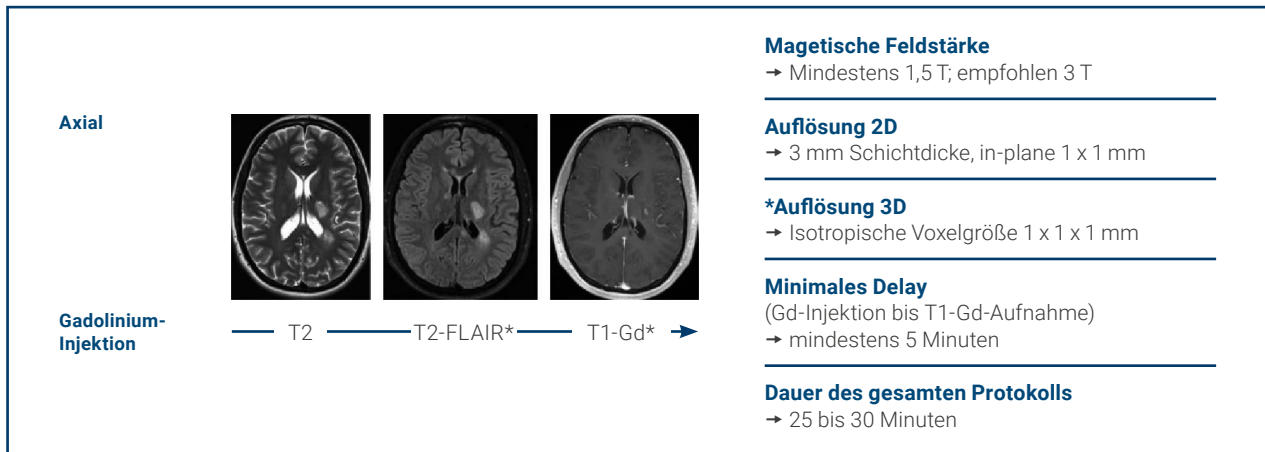 Axial
Gadolinium-
Injektion
T2
T2-FLAIR*
T1-Gd*
Magetische Feldstärke
→ Mindestens 1,5 T; empfohlen 3 T
Auflösung 2D
→ 3 mm Schichtdicke, in-plane 1 x 1 mm
*Auflösung 3D
→ Isotropische Voxelgröße 1 x 1 x 1 mm
Minimales Delay
(Gd-Injektion bis T1-Gd-Aufnahme)
→ mindestens 5 Minuten
Dauer des gesamten Protokolls
→ 25 bis 30 Minuten